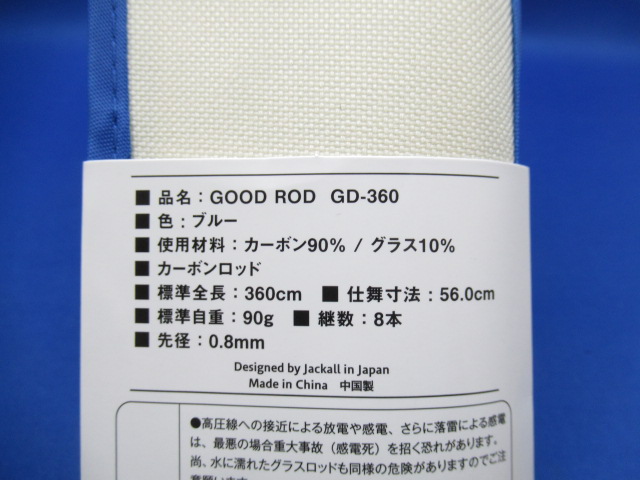 ■ 品名：GOOD ROD GD-360
■ 色：ブルー
■ 使用材料：カーボン90% / グラス10%
■ カーボンロッド
■ 標準全長：360cm ■ 仕舞寸法：56.0cm
■ 標準自重：90g ■ 継数：8本
■ 先径：0.8mm
Designed by Jackall in Japan
Made in China 中国製
●高圧線への接近による放電や感電、さらに落雷による感電
は、最悪の場合重大事故（感電死）を招く恐れがあります。
尚、水に濡れたグラスロッドも同様の危険がありますのでご注
意願います。